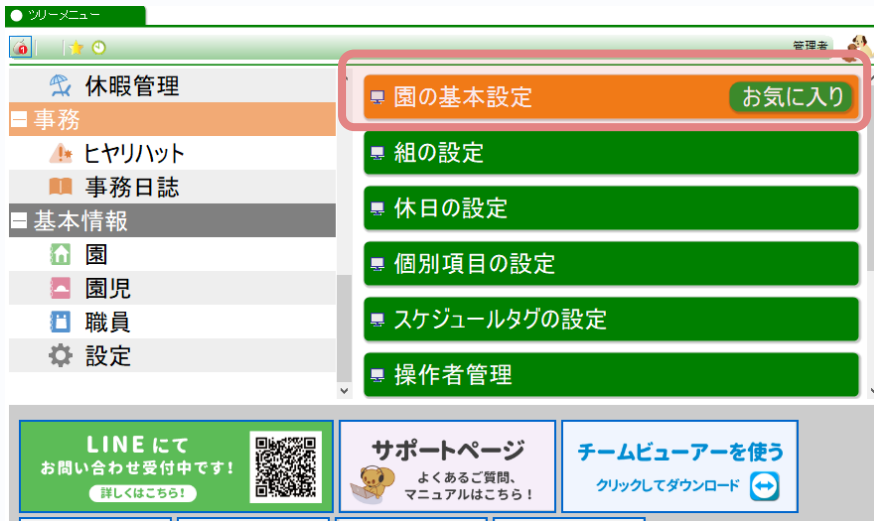 ツリーメニュー
管理者
休暇管理
事務
ヒヤリハット
事務日誌
基本情報
園
園児
職員
設定
園の基本設定
お気に入り
組の設定
休日の設定
個別項目の設定
スケジュールタグの設定
操作者管理
LINEにて
お問い合わせ受付中です!
詳しくはこちら!
サポートページ
よくあるご質問、
マニュアルはこちら!
チームビューアーを使う
クリックしてダウンロード